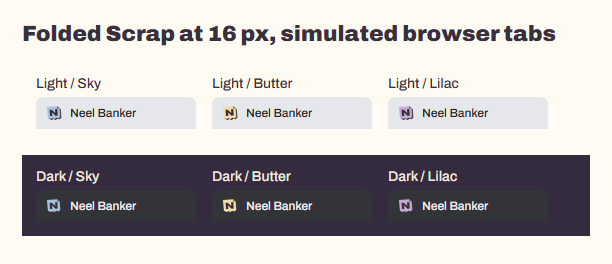 Folded Scrap at 16 px, simulated browser tabs
Light / Sky
Light / Butter
Light / Lilac
N Neel Banker
N Neel Banker
N Neel Banker
Dark / Sky
Dark / Butter
Dark / Lilac
N Neel Banker
N Neel Banker
N Neel Banker